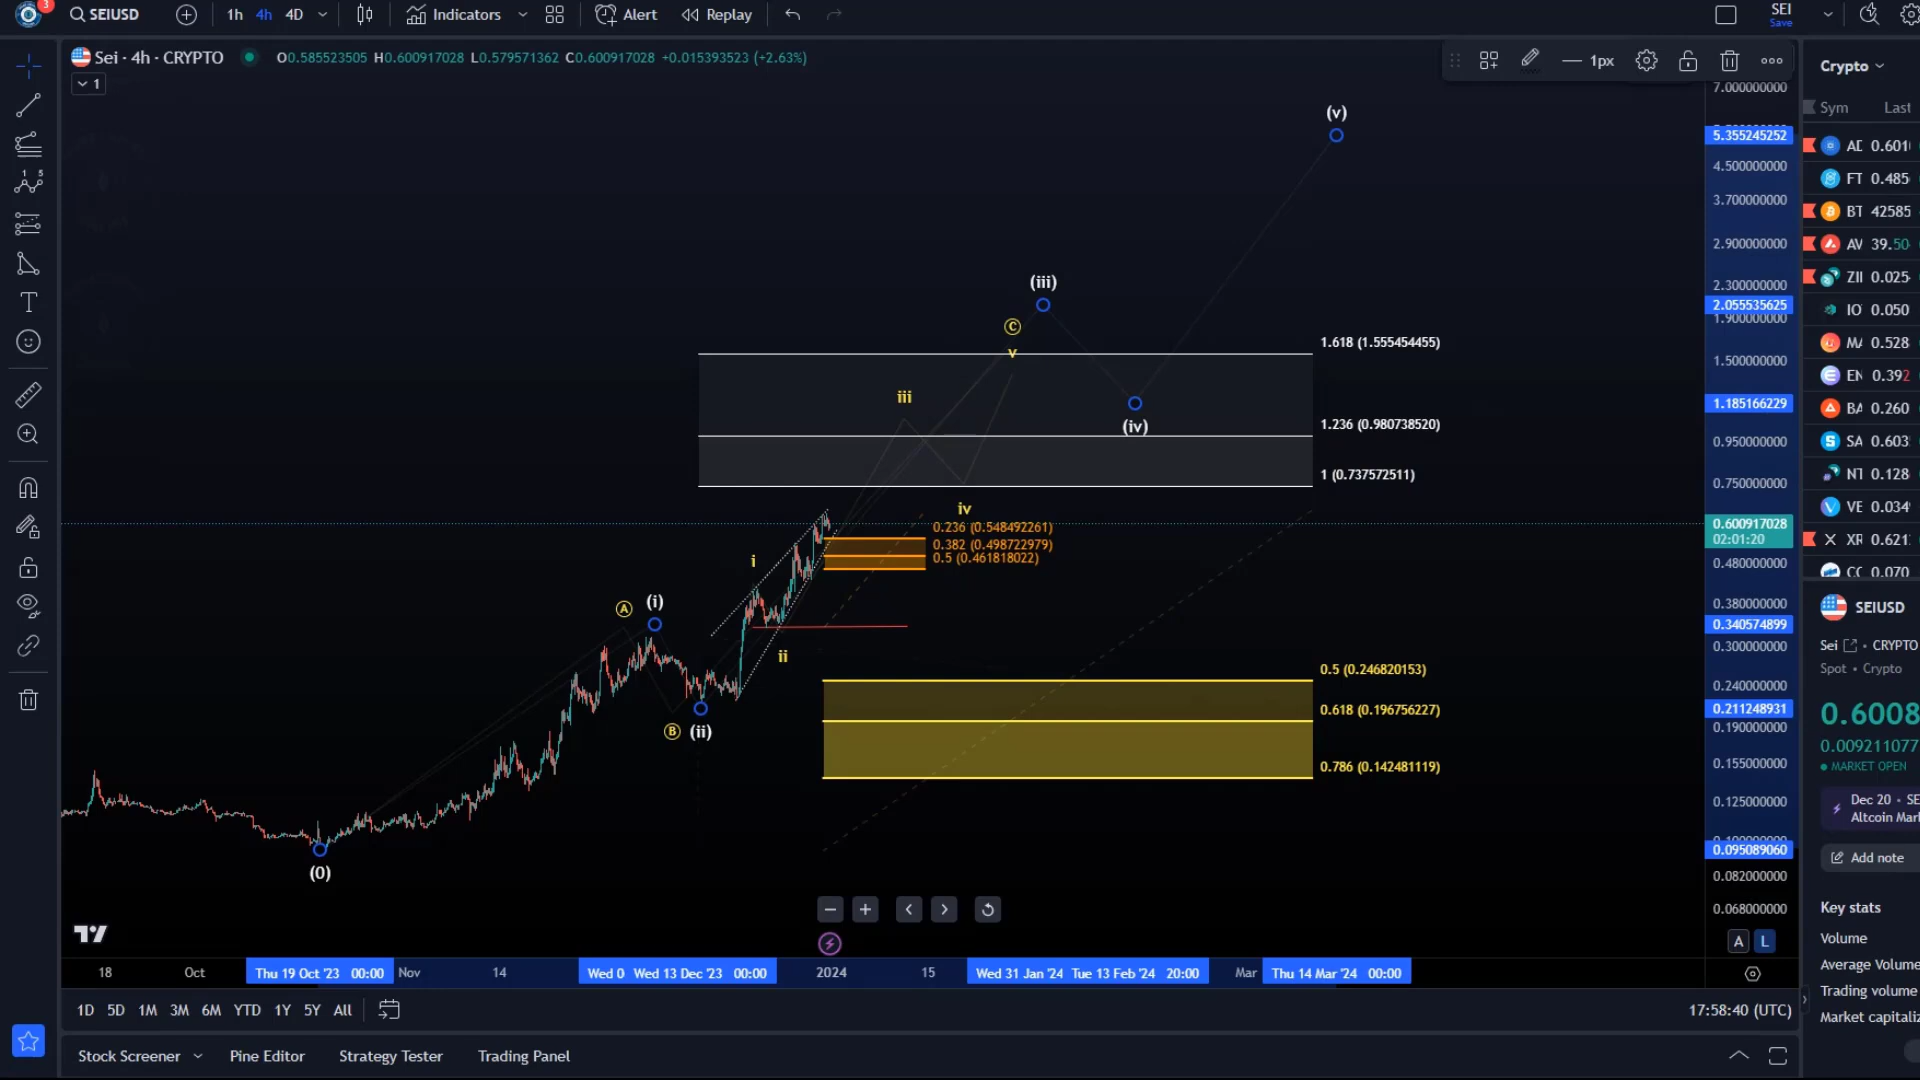 3
SEIUSD
1h 4h 4D
Indicators
Alert
Replay
SEI
Save
Sei · 4h · CRYPTO
O0.585523505 H0.600917028 L0.579571362 C0.600917028 +0.015393523 (+2.63%)
1
1px
Crypto
Sym Last
7.000000000
5.355245252
4.500000000
3.700000000
2.900000000
2.300000000
2.055535625
1.900000000
1.500000000
1.185166229
0.950000000
0.750000000
0.600917028
02:01:20
0.480000000
0.380000000
0.340574899
0.300000000
0.240000000
0.211248931
0.190000000
0.155000000
0.125000000
0.095089060
0.082000000
0.068000000
(v)
(iii)
C
v
iii
(iv)
iv
i
ii
A
(i)
B
(ii)
(0)
1.618 (1.555454455)
1.236 (0.980738520)
1 (0.737572511)
0.236 (0.548492261)
0.382 (0.498722979)
0.5 (0.461818022)
0.5 (0.246820153)
0.618 (0.196756227)
0.786 (0.142481119)
FT 0.485
BT 42585
AV 39.50
0.025
IO 0.050
0.528
EN 0.392
BA 0.260
SA 0.603
NT 0.128
VE 0.034
XR 0.621
CC 0.070
SEIUSD
Sei CRYPTO
Spot • Crypto
0.6008
0.009211077
MARKET OPEN
Dec 20 • SE
Altcoin Mar
Add note
Key stats
Volume
Average Volume
Trading volume
Market capitaliz
A L
18 Oct Thu 19 Oct '23 00:00 Nov 14 Wed 0 Wed 13 Dec '23 00:00 2024 15 Wed 31 Jan '24 Tue 13 Feb '24 20:00 Mar Thu 14 Mar '24 00:00
1D 5D 1M 3M 6M YTD 1Y 5Y All
17:58:40 (UTC)
Stock Screener
Pine Editor
Strategy Tester
Trading Panel